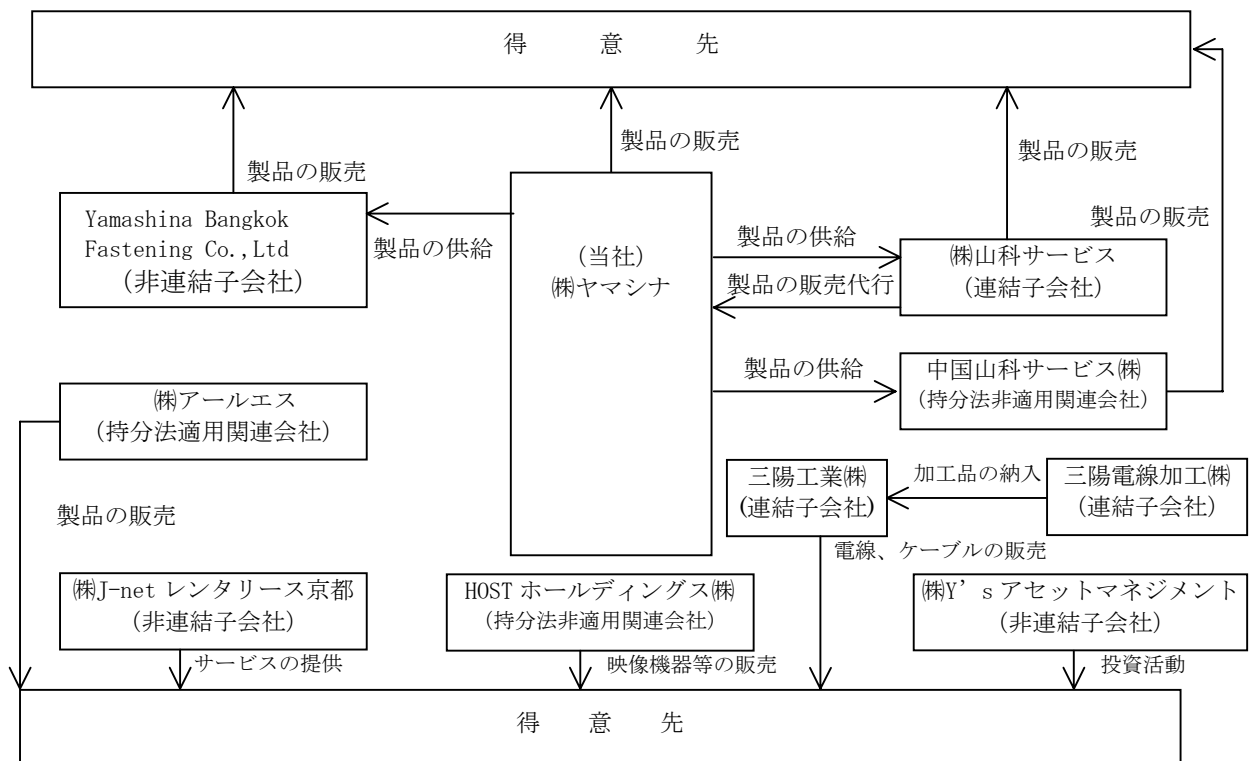 得　意　先
製品の販売
製品の販売
製品の販売
製品の販売
Yamashina Bangkok
Fastening Co.,Ltd
（非連結子会社）
製品の供給
（当社）
㈱ヤマシナ
製品の供給
製品の販売代行
㈱山科サービス
（連結子会社）
製品の供給
中国山科サービス㈱
（持分法非適用関連会社）
㈱アールエス
（持分法適用関連会社）
製品の販売
三陽工業㈱
(連結子会社)
加工品の納入
三陽電線加工㈱
（連結子会社）
電線、ケーブルの販売
㈱J-net レンタリース京都
（非連結子会社）
サービスの提供
HOST ホールディングス㈱
（持分法非適用関連会社）
映像機器等の販売
㈱Y’s アセットマネジメント
（非連結子会社）
投資活動
得　意　先